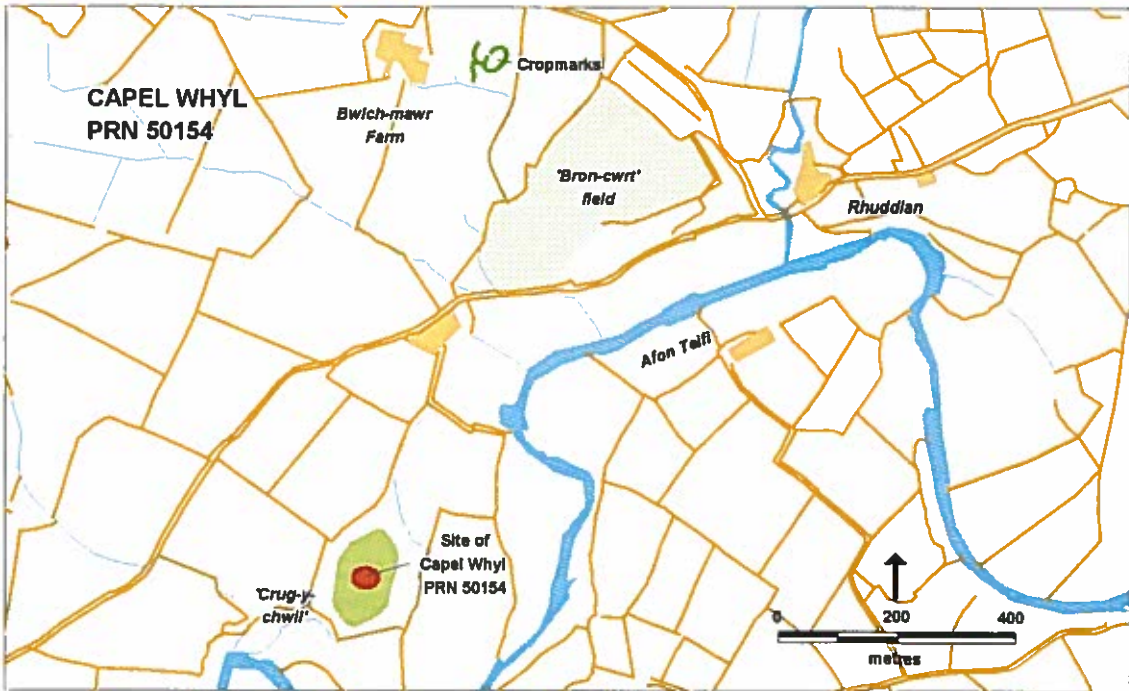 CAPEL WHYL
PRN 50154
Cropmarks
Bwlch-mawr
Farm
'Bron-cwrt'
field
Rhuddlan
Afon Teifi
Site of
Capel Whyl
PRN 50154
'Crug-y-
chwil'
0 200 400
metres